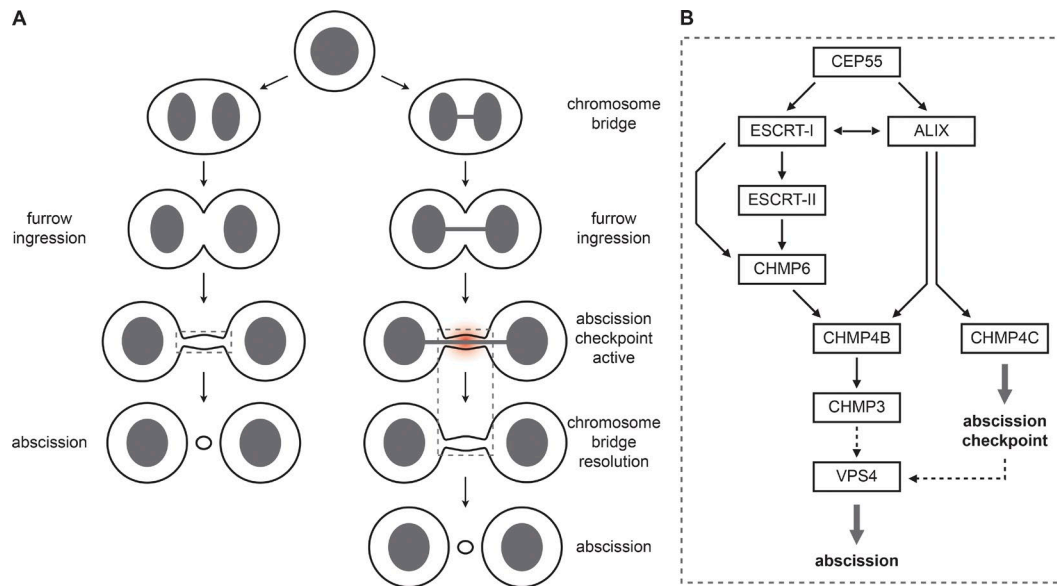 A
chromosome
bridge
furrow
ingression
furrow
ingression
abscission
checkpoint
active
abscission
chromosome
bridge
resolution
abscission
B
CEP55
ESCRT-I
ALIX
ESCRT-II
CHMP6
CHMP4B
CHMP4C
CHMP3
abscission
checkpoint
VPS4
abscission